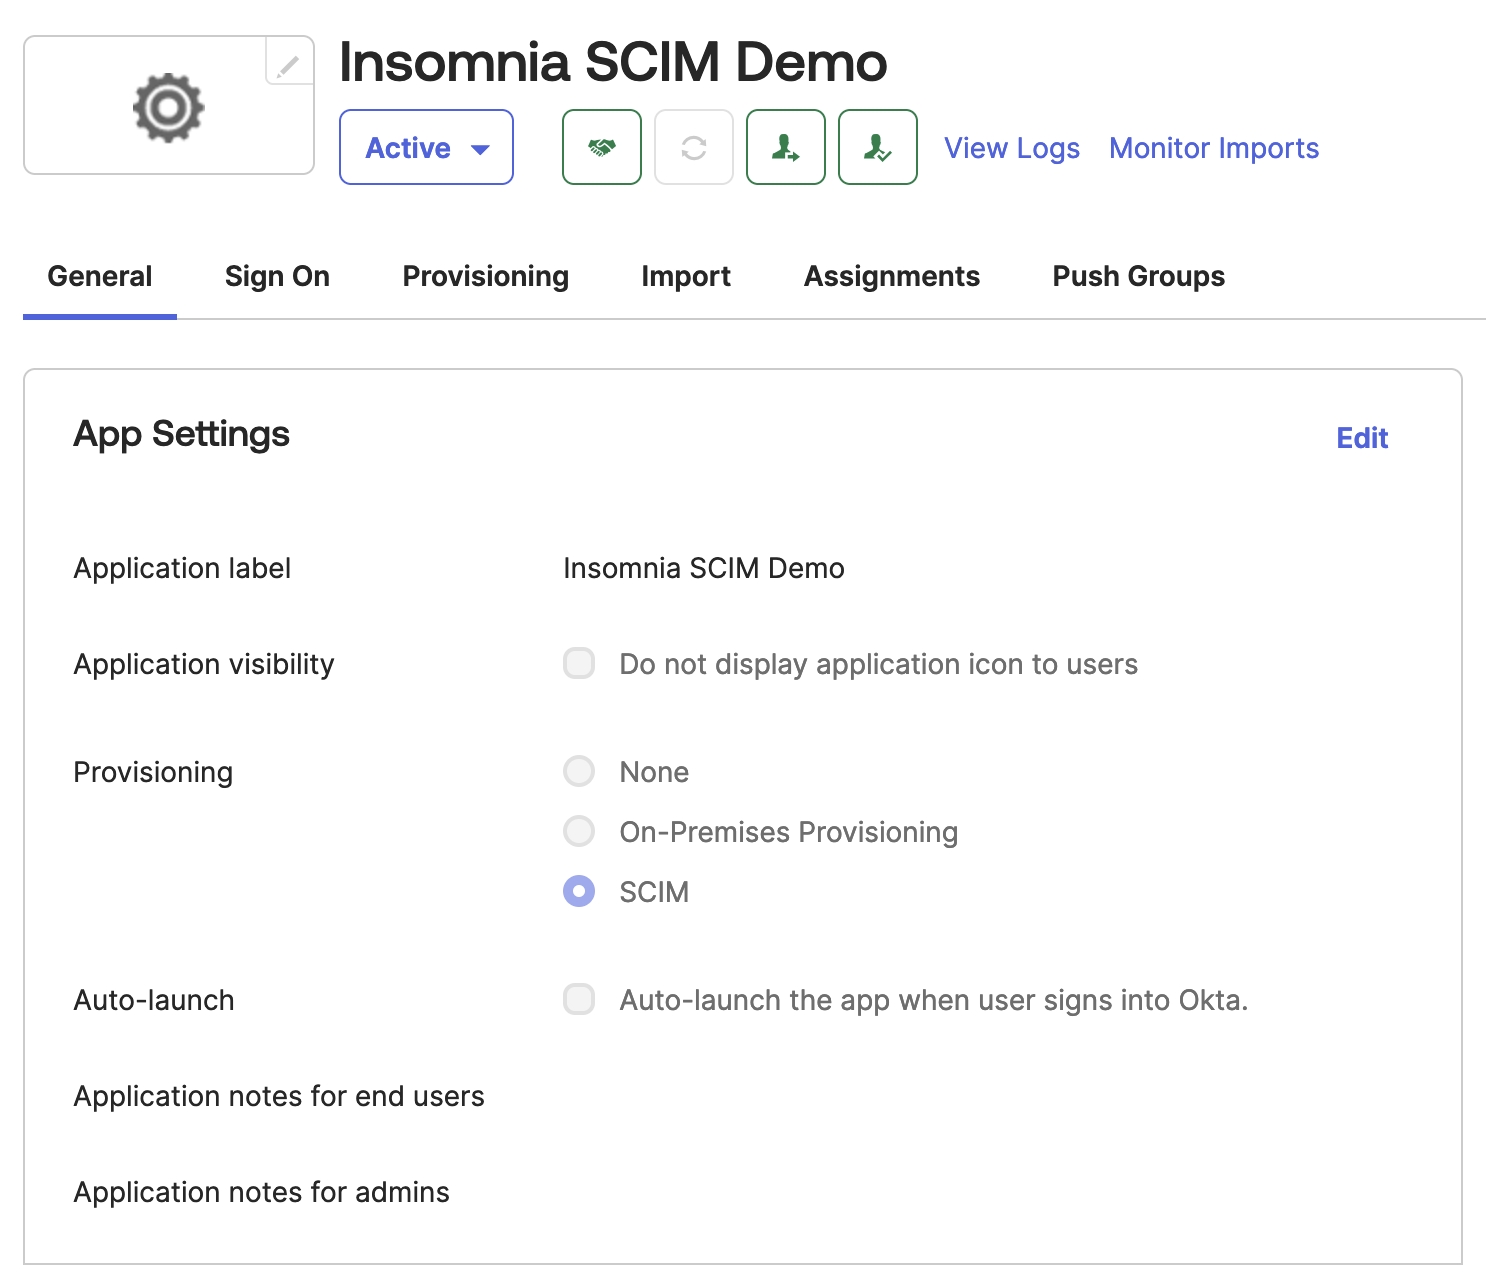 Insomnia SCIM Demo
Active
View Logs
Monitor Imports
General
Sign On
Provisioning
Import
Assignments
Push Groups
App Settings
Edit
Application label
Insomnia SCIM Demo
Application visibility
Do not display application icon to users
Provisioning
None
On-Premises Provisioning
SCIM
Auto-launch
Auto-launch the app when user signs into Okta.
Application notes for end users
Application notes for admins